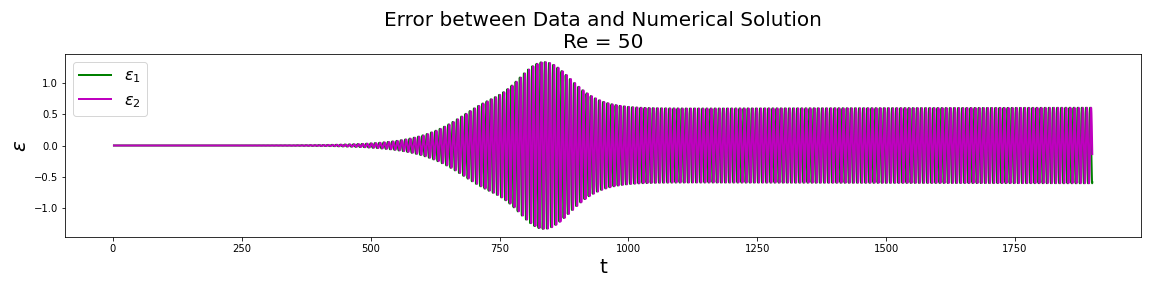 Error between Data and Numerical Solution
Re = 50
ε₁
ε₂
ε
1.0
0.5
0.0
−0.5
−1.0
0 250 500 750 1000 1250 1500 1750
t